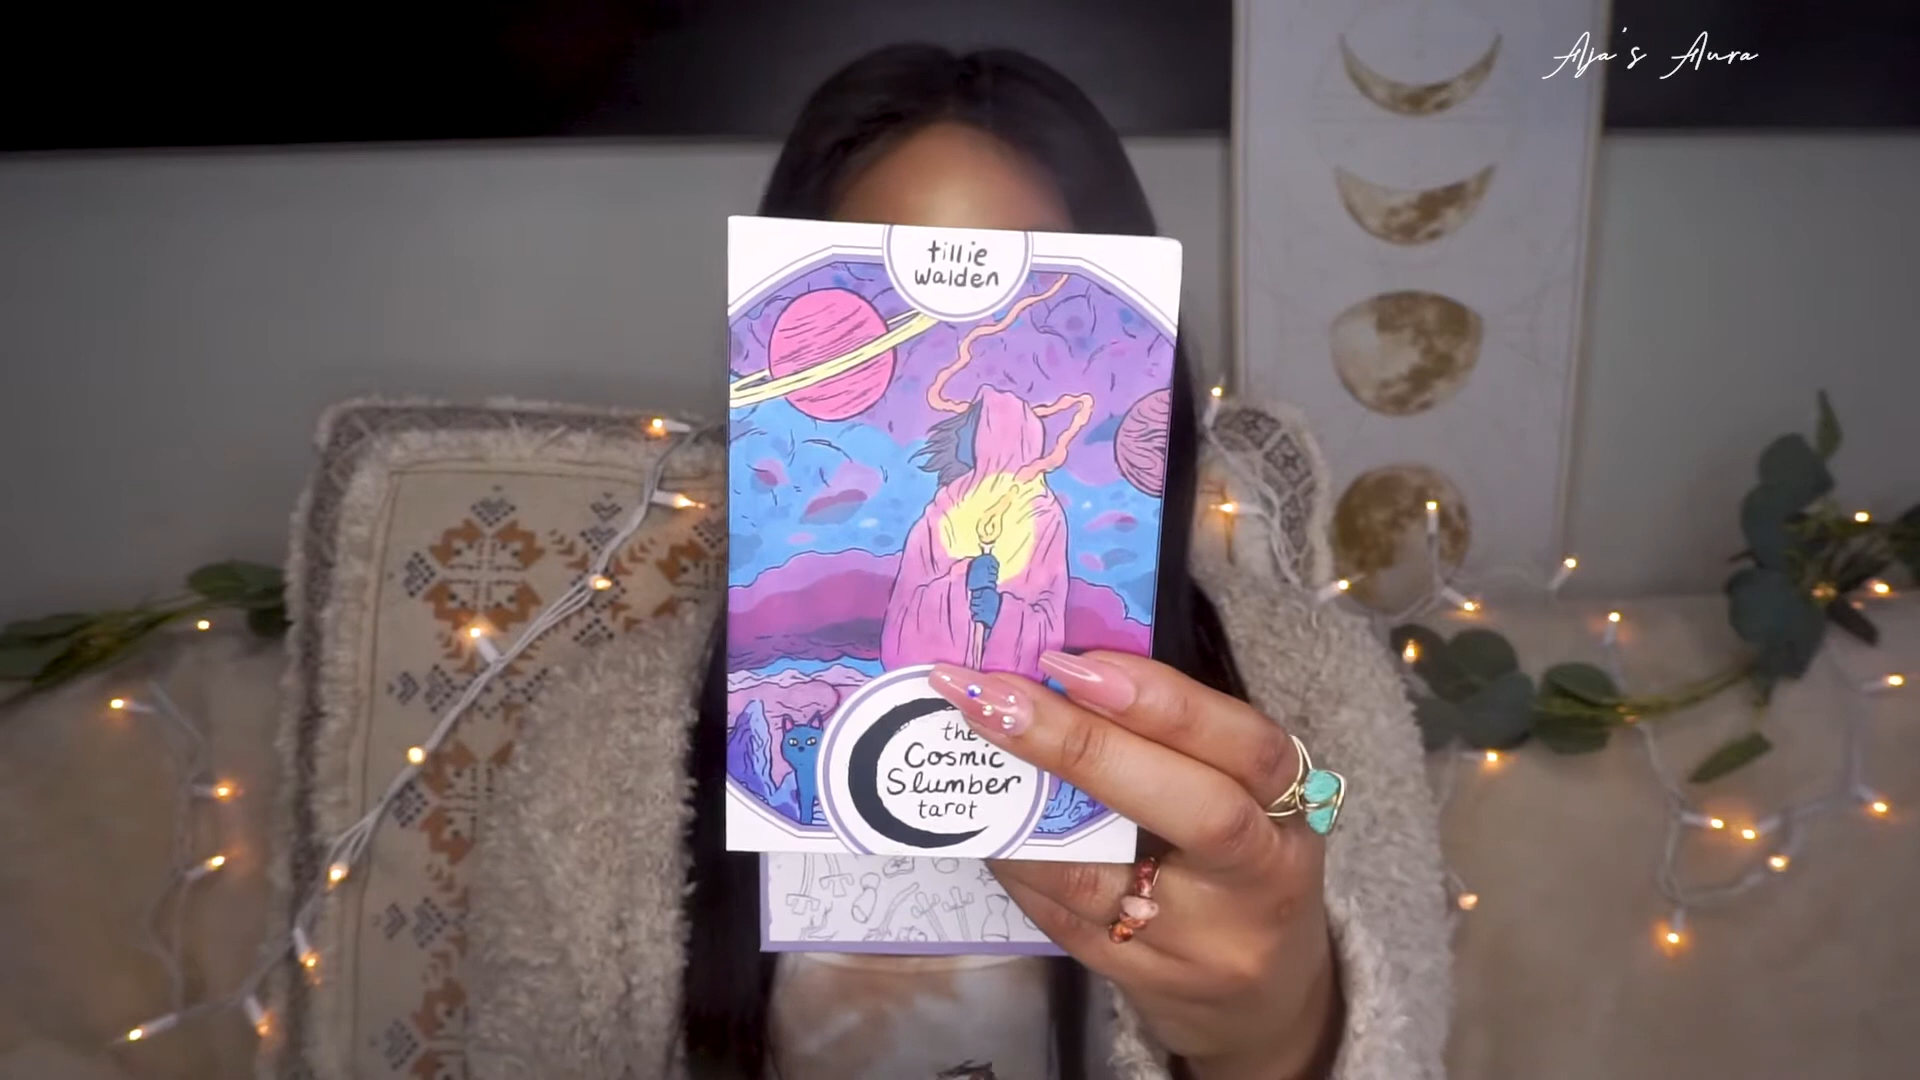 Aja's Aura
tillie
walden
the
Cosmic
Slumber
tarot